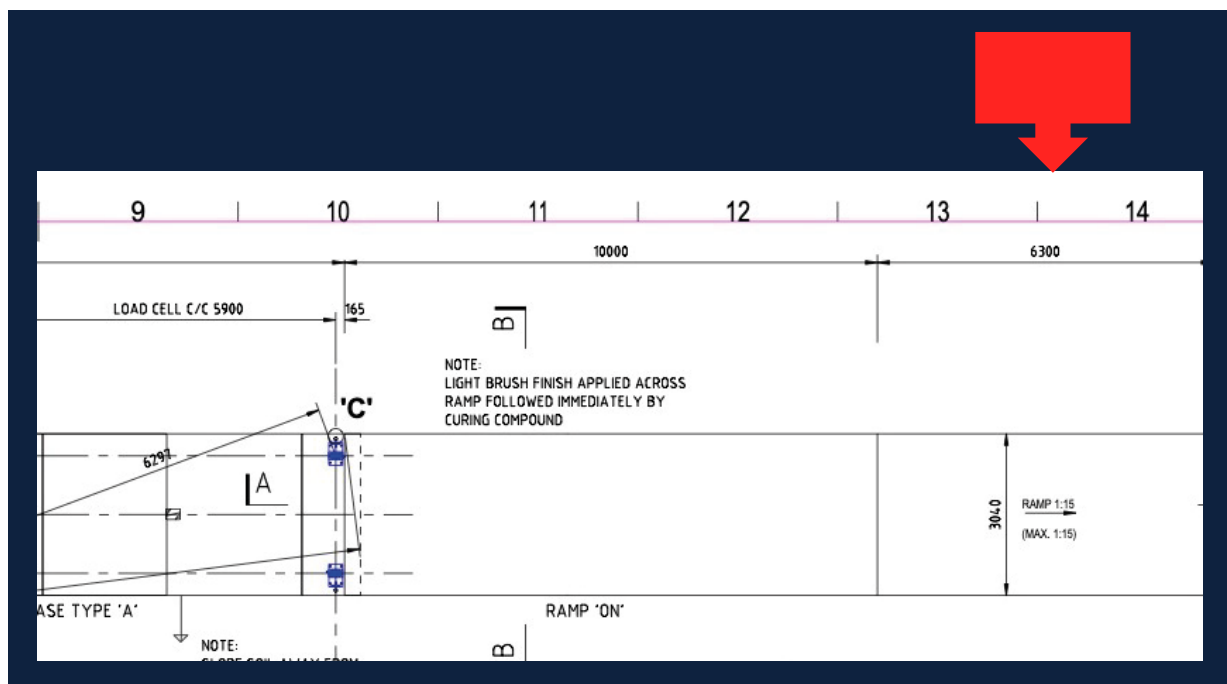 9 10 11 12 13 14
10000 6300
LOAD CELL C/C 5900 165
B
NOTE:
LIGHT BRUSH FINISH APPLIED ACROSS
RAMP FOLLOWED IMMEDIATELY BY
CURING COMPOUND
'C'
6297
A
3040
RAMP 1:15
(MAX. 1:15)
ASE TYPE 'A'
RAMP 'ON'
NOTE:
B